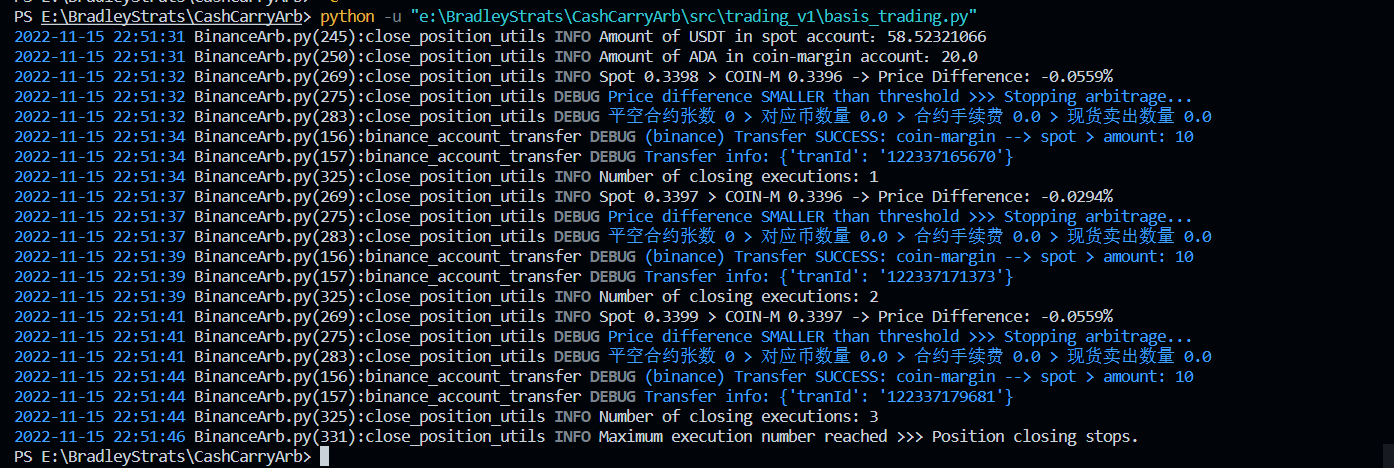 PS E:\BradleyStrats\CashCarryArb> python -u "e:\BradleyStrats\CashCarryArb\src\trading_v1\basis_trading.py"
2022-11-15 22:51:31 BinanceArb.py(245):close_position_utils INFO Amount of USDT in spot account: 58.52321066
2022-11-15 22:51:31 BinanceArb.py(250):close_position_utils INFO Amount of ADA in coin-margin account: 20.0
2022-11-15 22:51:32 BinanceArb.py(269):close_position_utils INFO Spot 0.3398 > COIN-M 0.3396 -> Price Difference: -0.0559%
2022-11-15 22:51:32 BinanceArb.py(275):close_position_utils DEBUG Price difference SMALLER than threshold >>> Stopping arbitrage...
2022-11-15 22:51:32 BinanceArb.py(283):close_position_utils DEBUG 平空合约张数 0 > 对应币数量 0.0 > 合约手续费 0.0 > 现货卖出数量 0.0
2022-11-15 22:51:34 BinanceArb.py(156):binance_account_transfer DEBUG (binance) Transfer SUCCESS: coin-margin --> spot > amount: 10
2022-11-15 22:51:34 BinanceArb.py(157):binance_account_transfer DEBUG Transfer info: {'tranId': '122337165670'}
2022-11-15 22:51:34 BinanceArb.py(325):close_position_utils INFO Number of closing executions: 1
2022-11-15 22:51:37 BinanceArb.py(269):close_position_utils INFO Spot 0.3397 > COIN-M 0.3396 -> Price Difference: -0.0294%
2022-11-15 22:51:37 BinanceArb.py(275):close_position_utils DEBUG Price difference SMALLER than threshold >>> Stopping arbitrage...
2022-11-15 22:51:37 BinanceArb.py(283):close_position_utils DEBUG 平空合约张数 0 > 对应币数量 0.0 > 合约手续费 0.0 > 现货卖出数量 0.0
2022-11-15 22:51:39 BinanceArb.py(156):binance_account_transfer DEBUG (binance) Transfer SUCCESS: coin-margin --> spot > amount: 10
2022-11-15 22:51:39 BinanceArb.py(157):binance_account_transfer DEBUG Transfer info: {'tranId': '122337171373'}
2022-11-15 22:51:39 BinanceArb.py(325):close_position_utils INFO Number of closing executions: 2
2022-11-15 22:51:41 BinanceArb.py(269):close_position_utils INFO Spot 0.3399 > COIN-M 0.3397 -> Price Difference: -0.0559%
2022-11-15 22:51:41 BinanceArb.py(275):close_position_utils DEBUG Price difference SMALLER than threshold >>> Stopping arbitrage...
2022-11-15 22:51:41 BinanceArb.py(283):close_position_utils DEBUG 平空合约张数 0 > 对应币数量 0.0 > 合约手续费 0.0 > 现货卖出数量 0.0
2022-11-15 22:51:44 BinanceArb.py(156):binance_account_transfer DEBUG (binance) Transfer SUCCESS: coin-margin --> spot > amount: 10
2022-11-15 22:51:44 BinanceArb.py(157):binance_account_transfer DEBUG Transfer info: {'tranId': '122337179681'}
2022-11-15 22:51:44 BinanceArb.py(325):close_position_utils INFO Number of closing executions: 3
2022-11-15 22:51:46 BinanceArb.py(331):close_position_utils INFO Maximum execution number reached >>> Position closing stops.
PS E:\BradleyStrats\CashCarryArb>